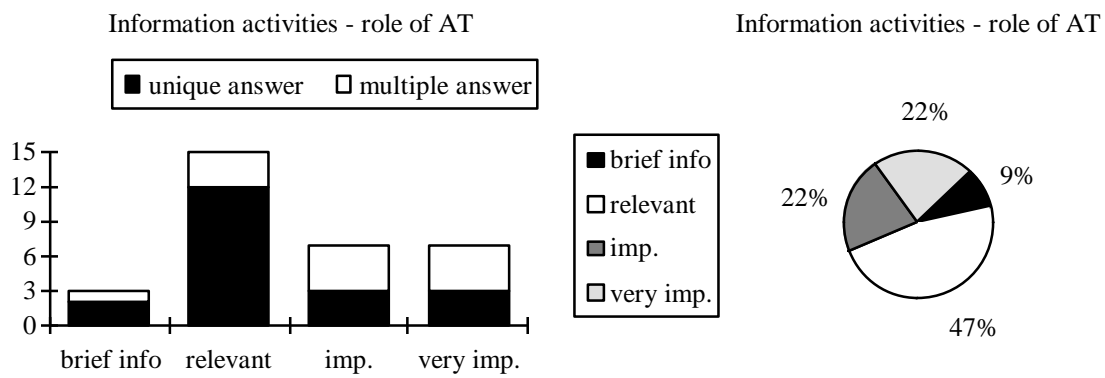 Information activities - role of AT
unique answer multiple answer
15
12
9
6
3
0
brief info relevant imp. very imp.
Information activities - role of AT
brief info
relevant
imp.
very imp.
22%
9%
22%
47%